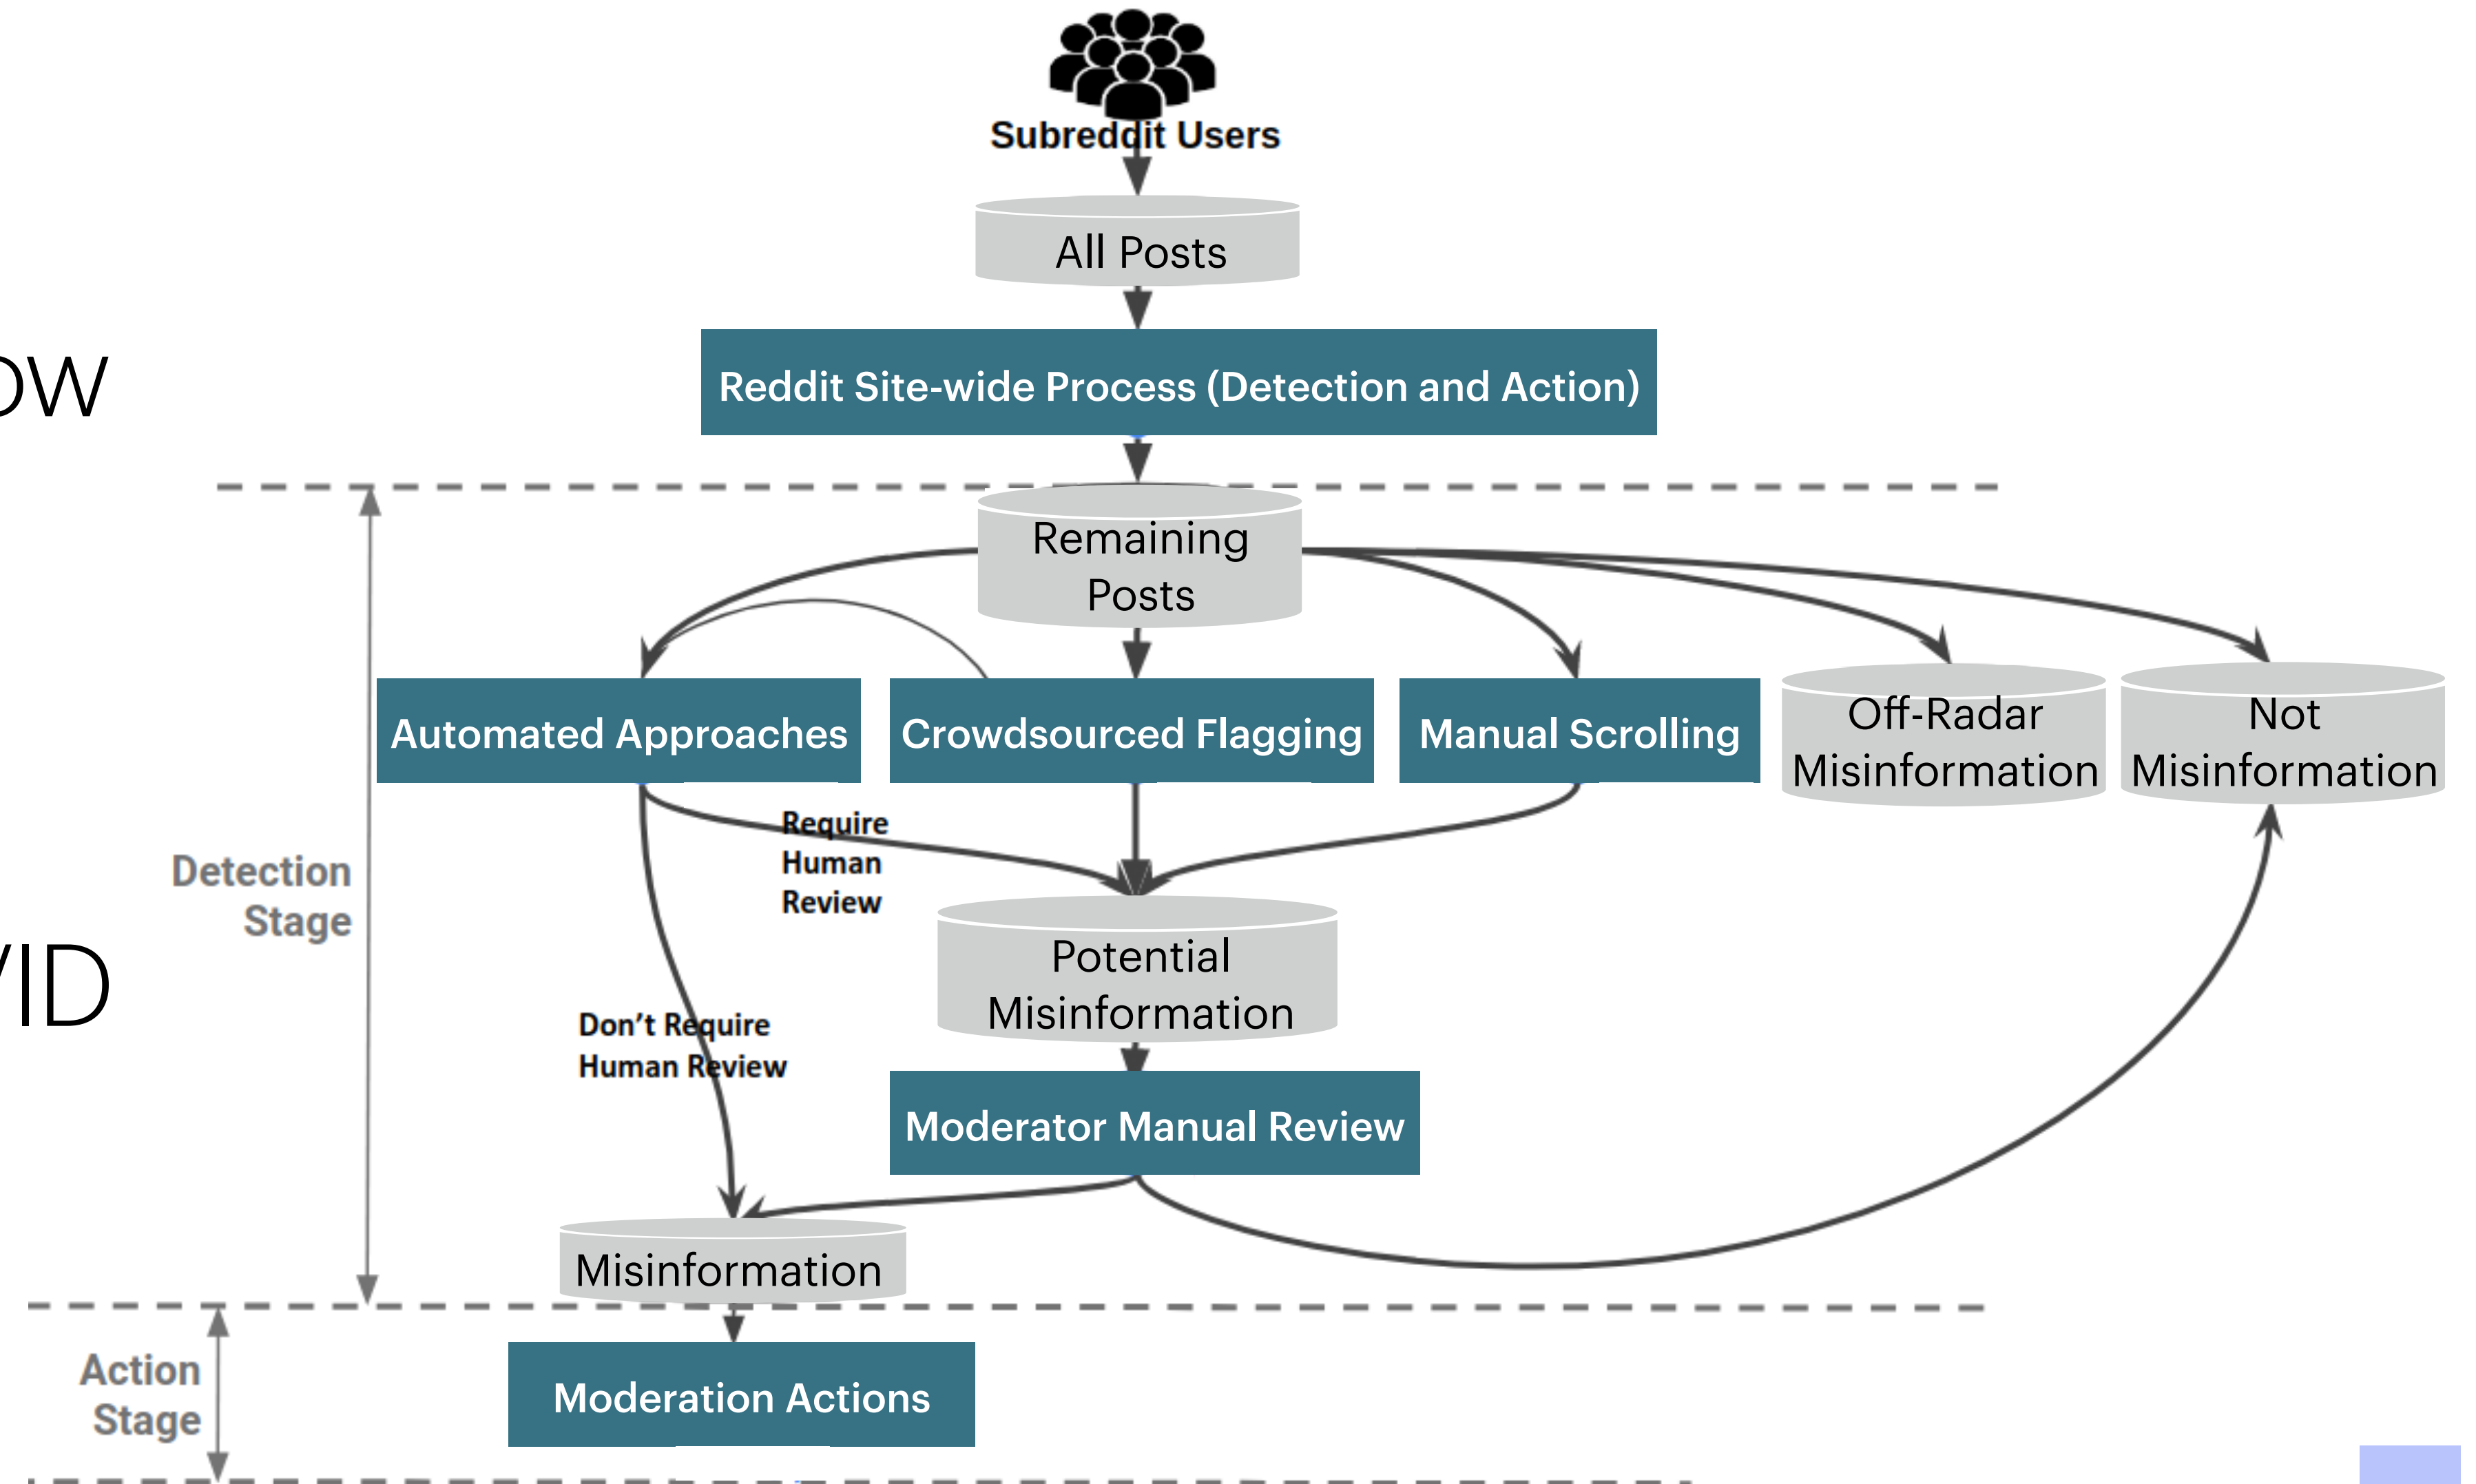 Subreddit Users
All Posts
ow
Reddit Site-wide Process (Detection and Action)
Remaining
Posts
Automated Approaches
Crowdsourced Flagging
Manual Scrolling
Off-Radar
Misinformation
Not
Misinformation
Require
Human
Review
Detection
Stage
Potential
Misinformation
VID
Don't Require
Human Review
Moderator Manual Review
Misinformation
Action
Stage
Moderation Actions